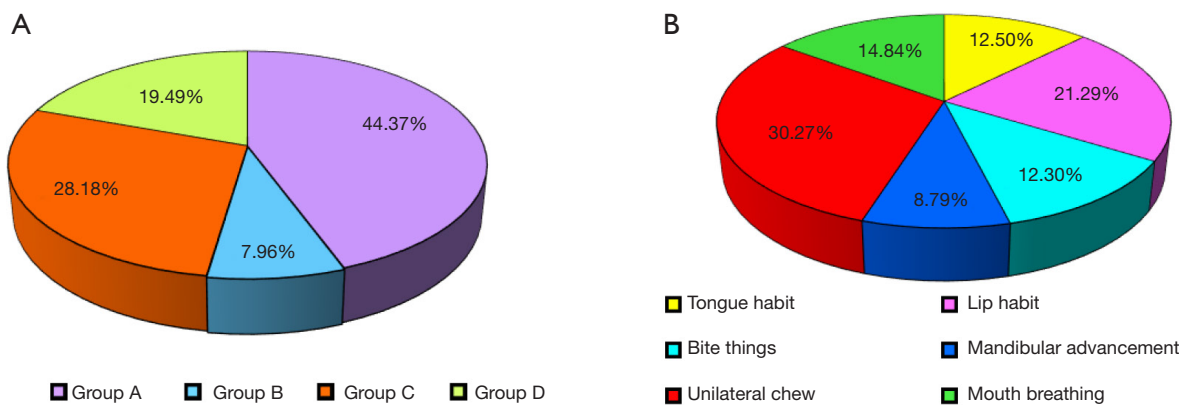 A
44.37%
7.96%
28.18%
19.49%
Group A Group B Group C Group D
B
12.50%
21.29%
12.30%
8.79%
30.27%
14.84%
Tongue habit Lip habit
Bite things Mandibular advancement
Unilateral chew Mouth breathing